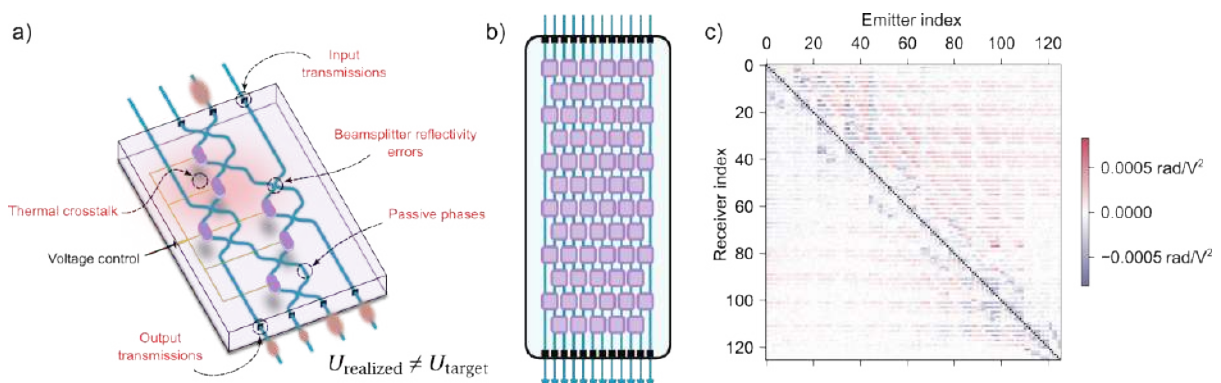 a)
Input
transmissions
Beamsplitter reflectivity
errors
Thermal crosstalk
Passive phases
Voltage control
Output
transmissions
U_realized ≠ U_target
b)
c)
Emitter index
0 20 40 60 80 100 120
Receiver index
0
20
40
60
80
100
120
0.0005 rad/V²
0.0000
−0.0005 rad/V²